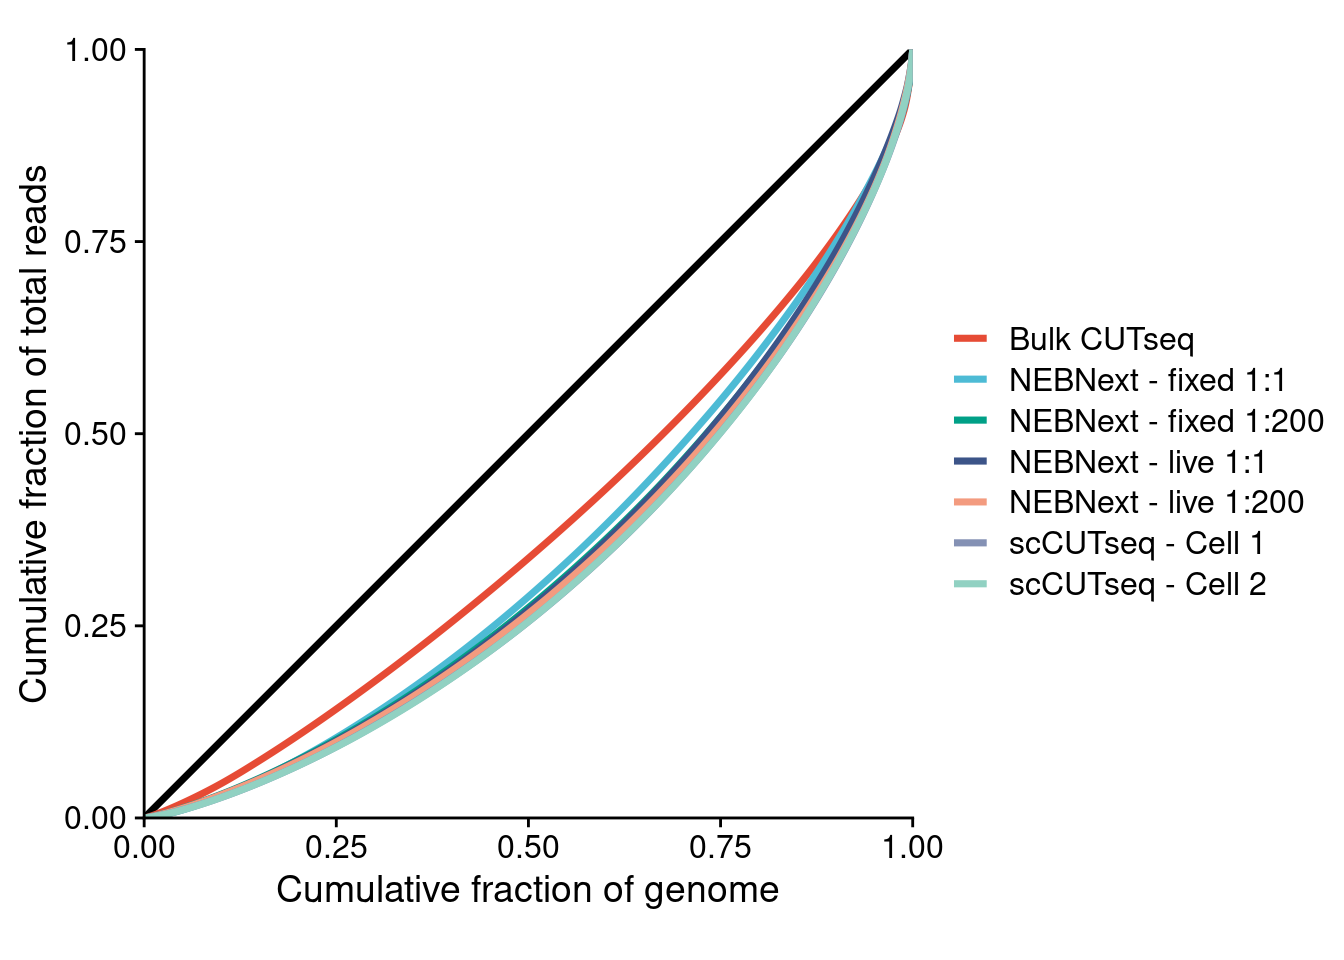 Cumulative fraction of total reads
1.00
0.75
0.50
0.25
0.00
0.00 0.25 0.50 0.75 1.00
Cumulative fraction of genome
Bulk CUTseq
NEBNext - fixed 1:1
NEBNext - fixed 1:200
NEBNext - live 1:1
NEBNext - live 1:200
scCUTseq - Cell 1
scCUTseq - Cell 2